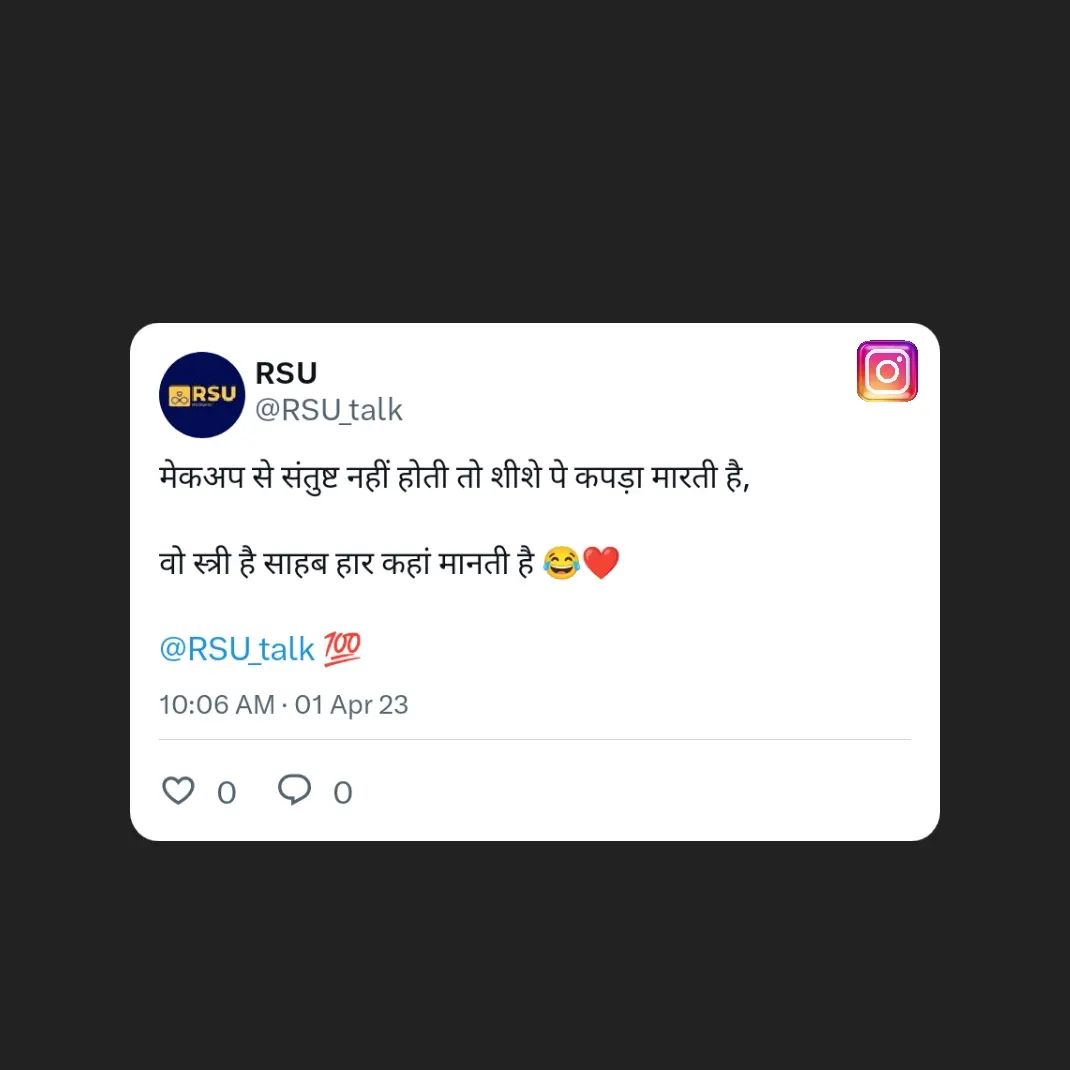 RSU
RSU
@RSU_talk
मेकअप से संतुष्ट नहीं होती तो शीशे पे कपड़ा मारती है,
वो स्त्री है साहब हार कहां मानती है 😂❤️
@RSU_talk 💯
10:06 AM · 01 Apr 23
0 0